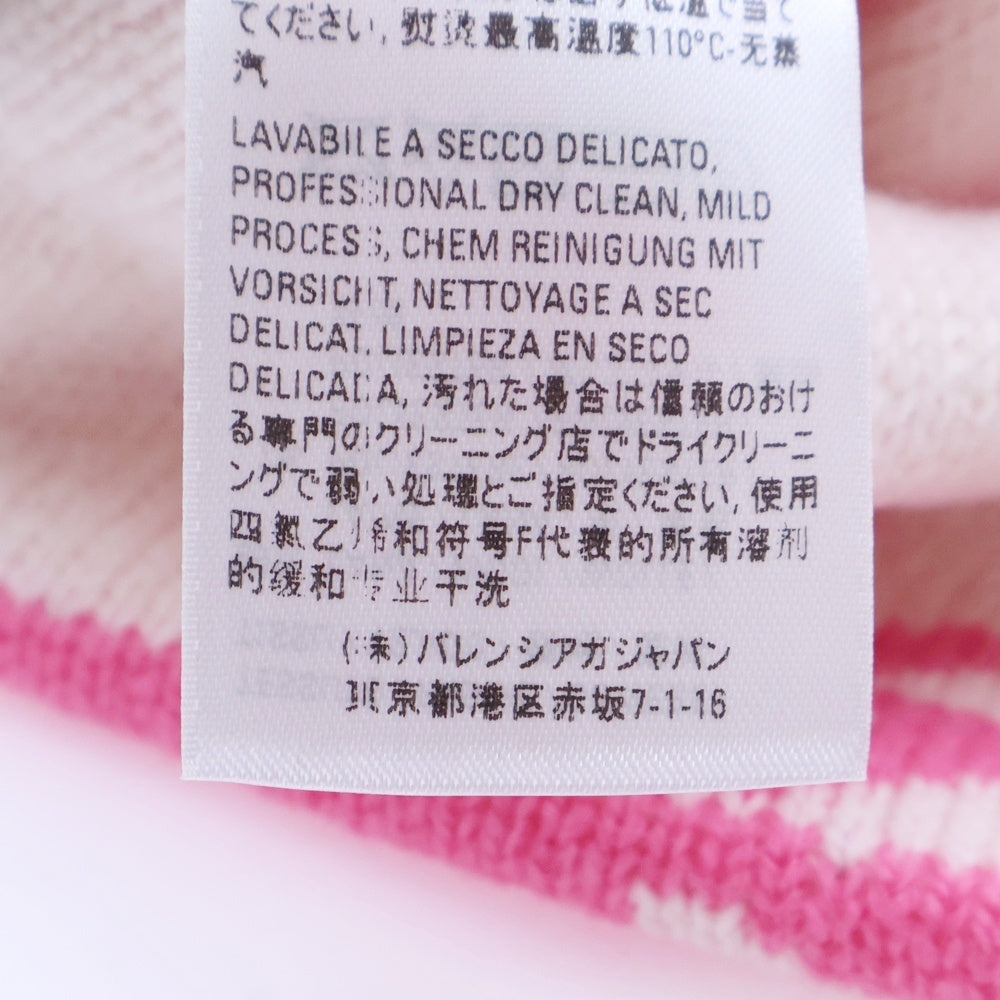 てください, 熨烫最高温度110°C-无蒸
汽
LAVABILE A SECCO DELICATO,
PROFESSIONAL DRY CLEAN, MILD
PROCESS, CHEM REINIGUNG MIT
VORSICHT, NETTOYAGE A SEC
DELICAT, LIMPIEZA EN SECO
DELICADA, 汚れた場合は信頼のおけ
る専門のクリーニング店でドライクリーニ
ングで弱い処理とご指定ください, 使用
四氯乙烯和符号F代表的所有溶剂
的缓和专业干洗
(株)バレンシアガジャパン
東京都港区赤坂7-1-16